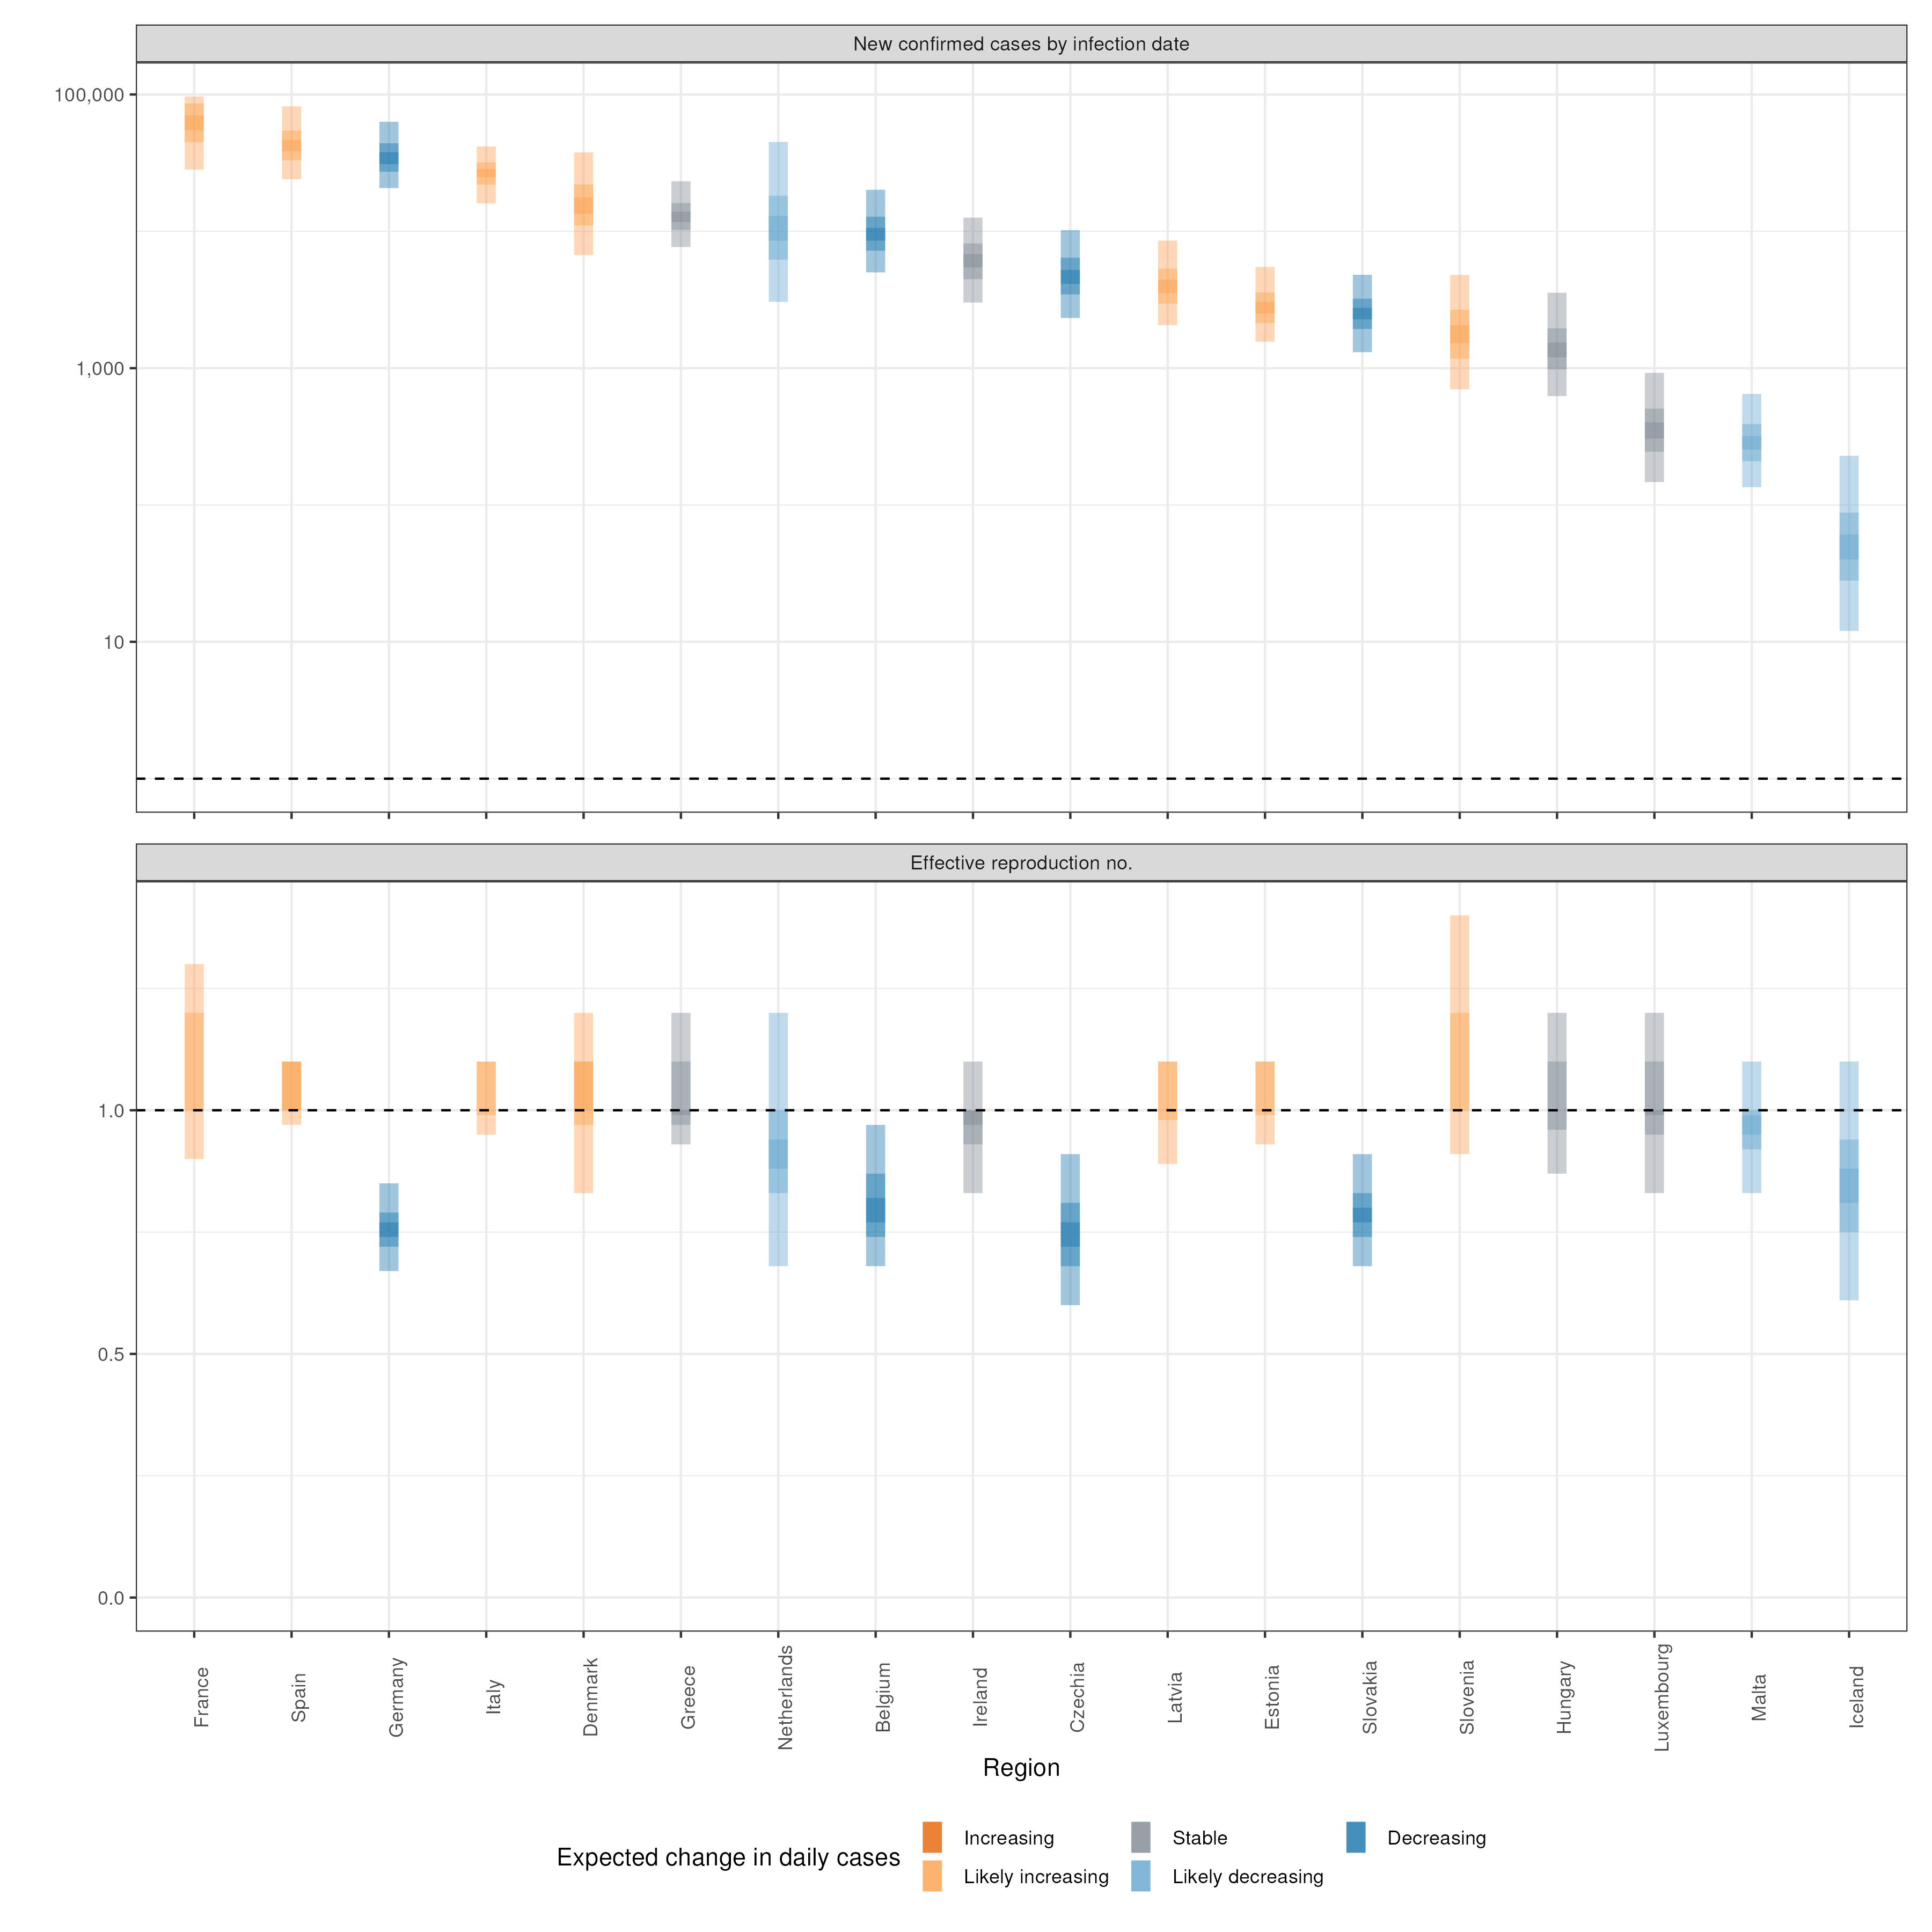 New confirmed cases by infection date
100,000
1,000
10
Effective reproduction no.
1.0
0.5
0.0
France
Spain
Germany
Italy
Denmark
Greece
Netherlands
Belgium
Ireland
Czechia
Latvia
Estonia
Slovakia
Slovenia
Hungary
Luxembourg
Malta
Iceland
Region
Expected change in daily cases
Increasing
Likely increasing
Stable
Likely decreasing
Decreasing